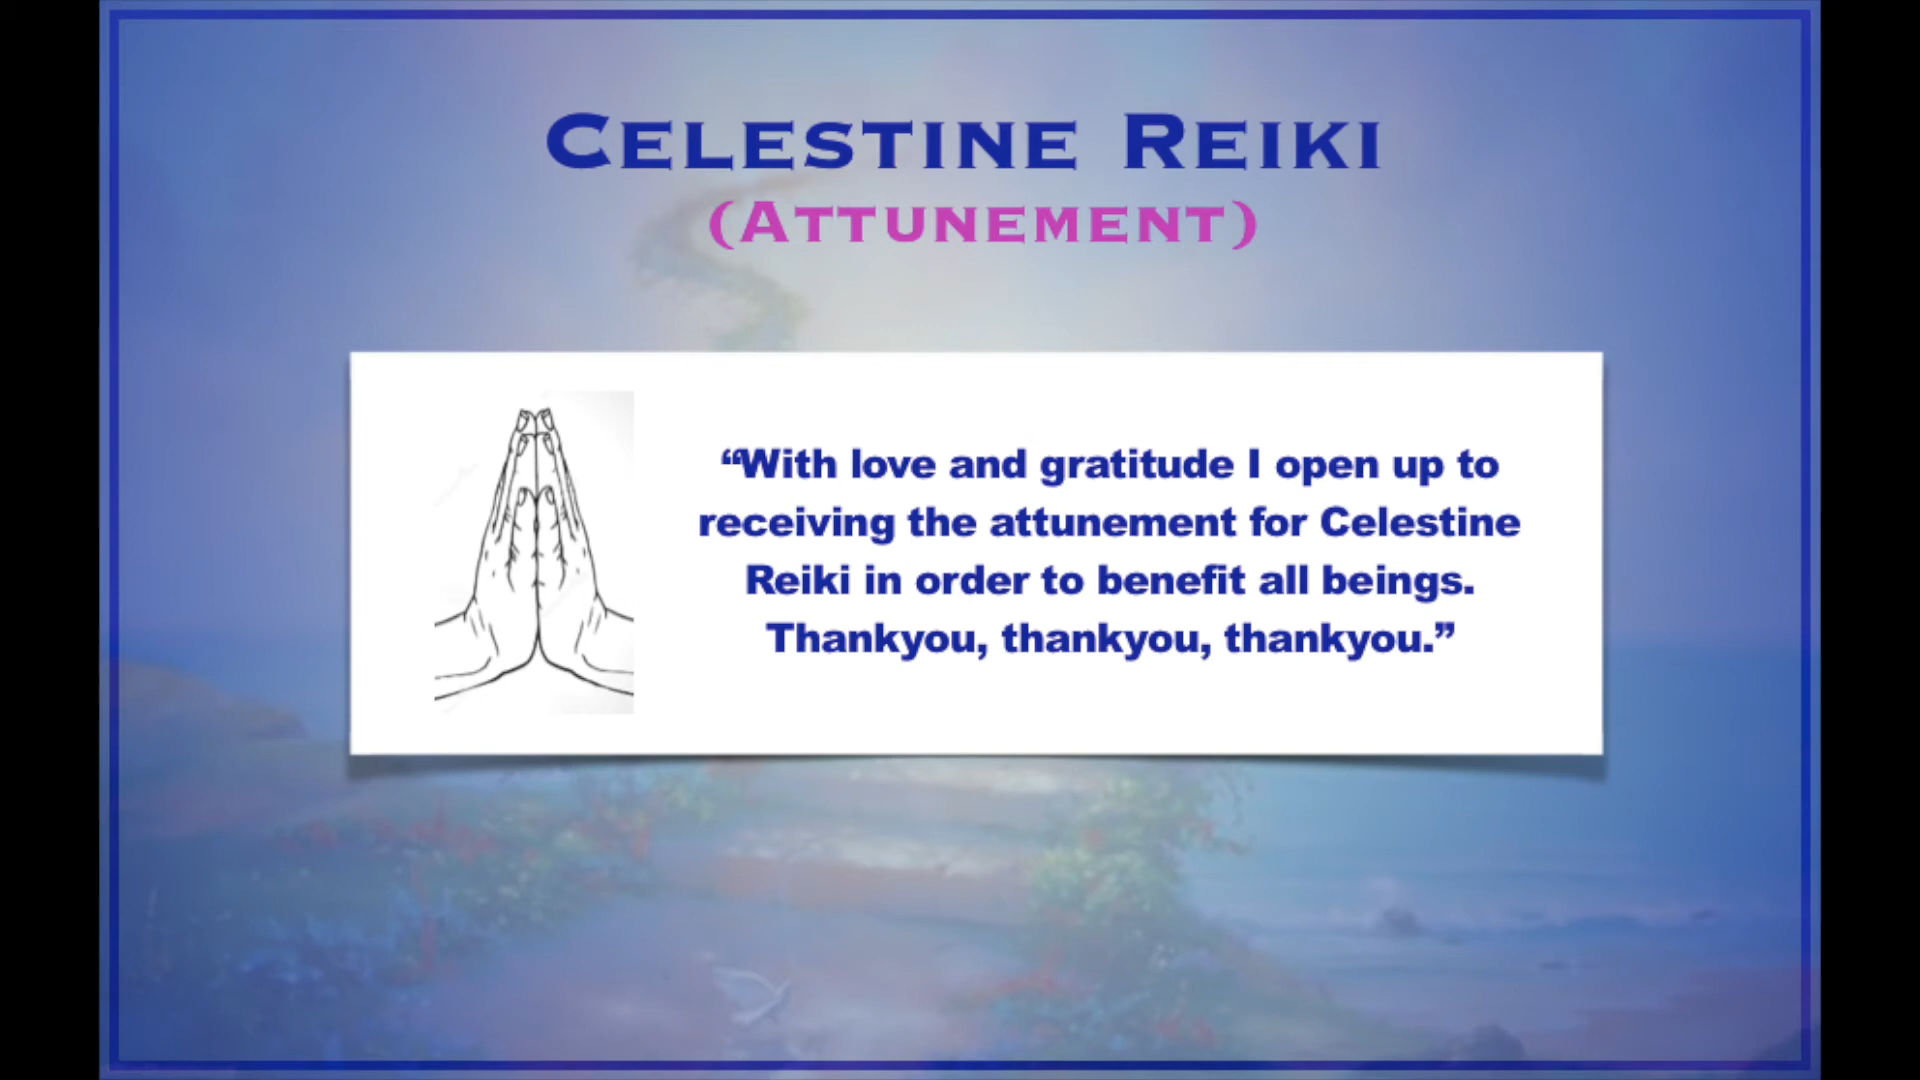 CELESTINE REIKI
(ATTUNEMENT)
“With love and gratitude I open up to
receiving the attunement for Celestine
Reiki in order to benefit all beings.
Thankyou, thankyou, thankyou.”